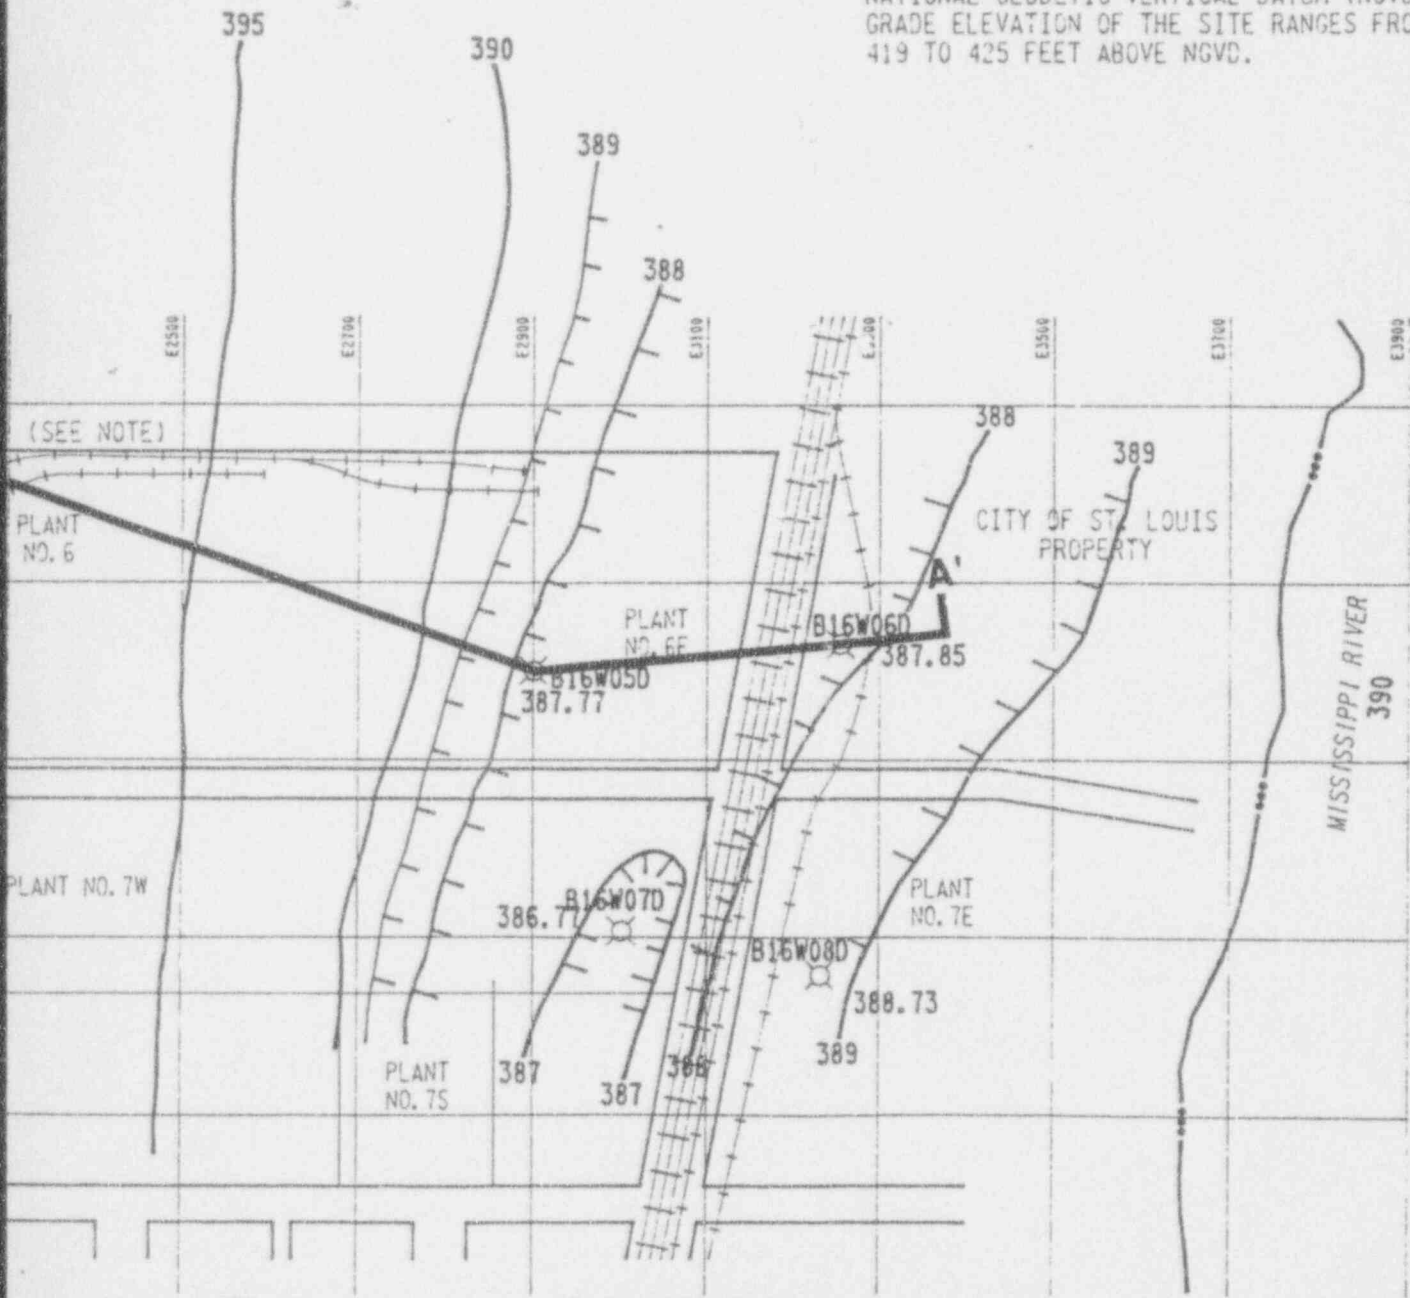 GRADE ELEVATION OF THE SITE RANGES FRO
419 TO 425 FEET ABOVE NGVD.
395
390
389
388
E2500
E2700
E2900
E3100
E3500
E3700
E3900
388
(SEE NOTE)
389
PLANT
NO. 6
CITY OF ST. LOUIS
PROPERTY
A'
PLANT
NO. 6E
B16W06D
387.85
B16W05D
387.77
MISSISSIPPI RIVER
390
PLANT NO. 7W
B16W07D
386.77
PLANT
NO. 7E
B16W08D
388.73
389
388
387
387
PLANT
NO. 7S